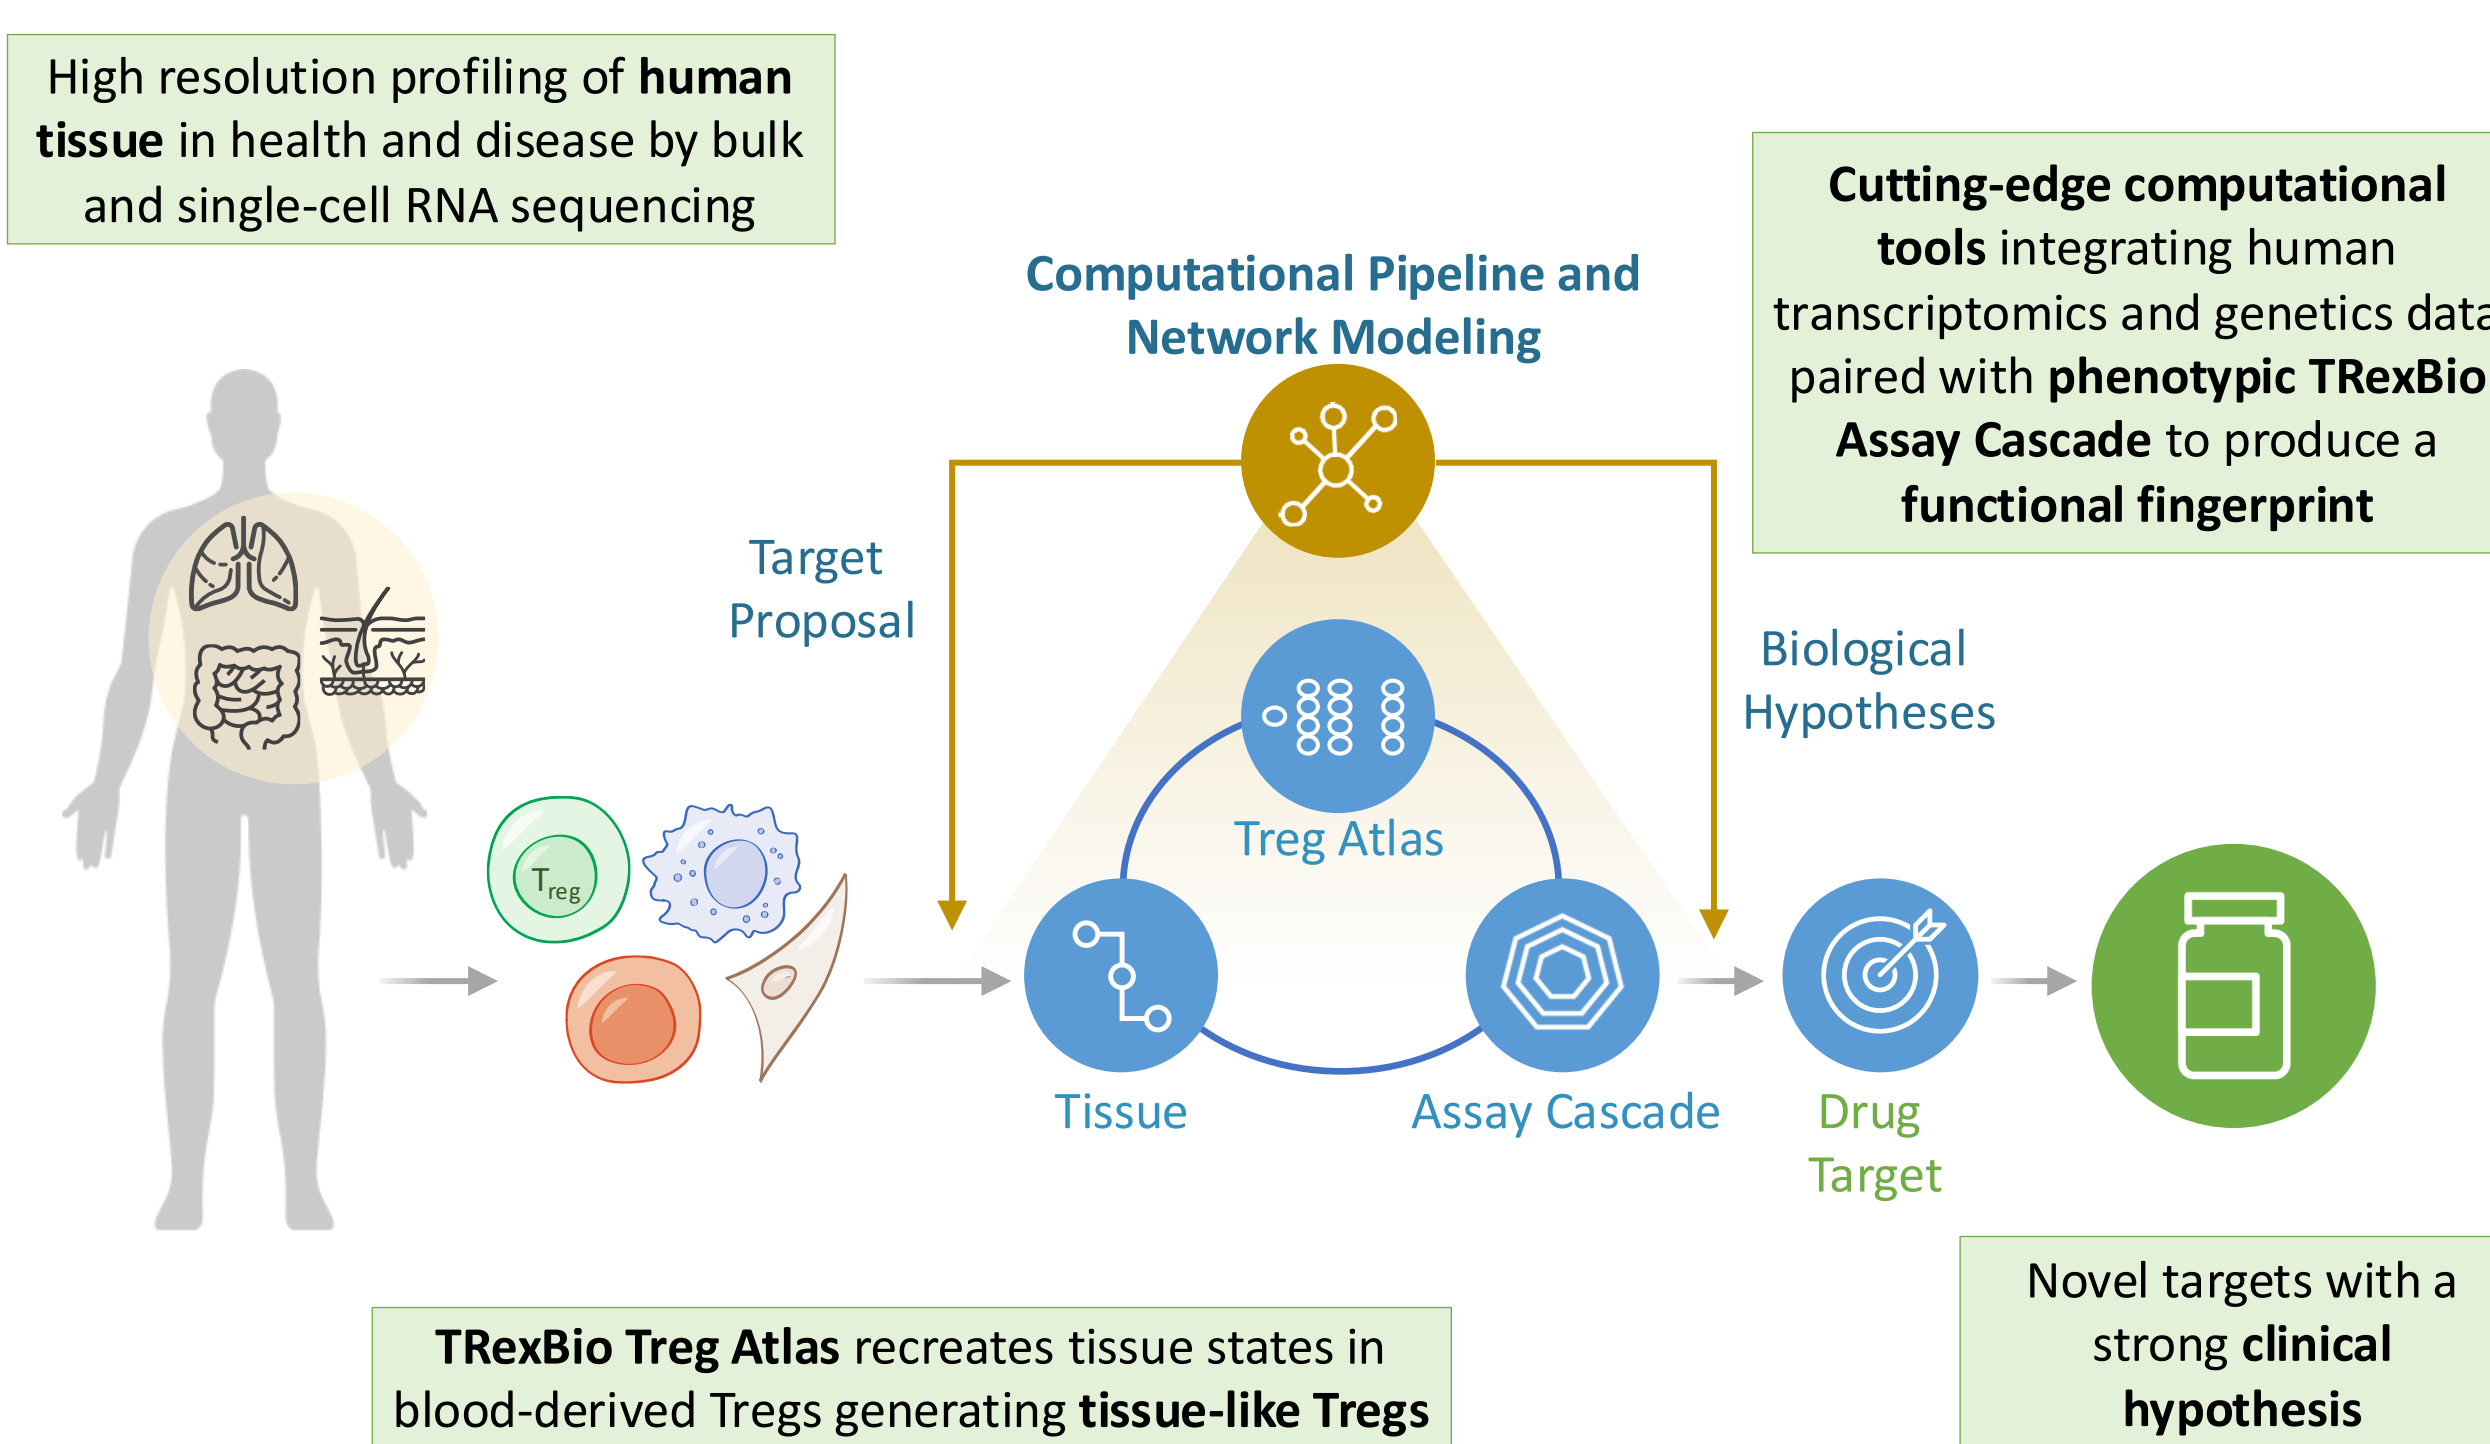 High resolution profiling of human
tissue in health and disease by bulk
and single-cell RNA sequencing
Cutting-edge computational
tools integrating human
transcriptomics and genetics data
paired with phenotypic TRexBio
Assay Cascade to produce a
functional fingerprint
Computational Pipeline and
Network Modeling
Target
Proposal
Biological
Hypotheses
Treg Atlas
Treg
Tissue
Assay Cascade
Drug
Target
TRexBio Treg Atlas recreates tissue states in
blood-derived Tregs generating tissue-like Tregs
Novel targets with a
strong clinical
hypothesis